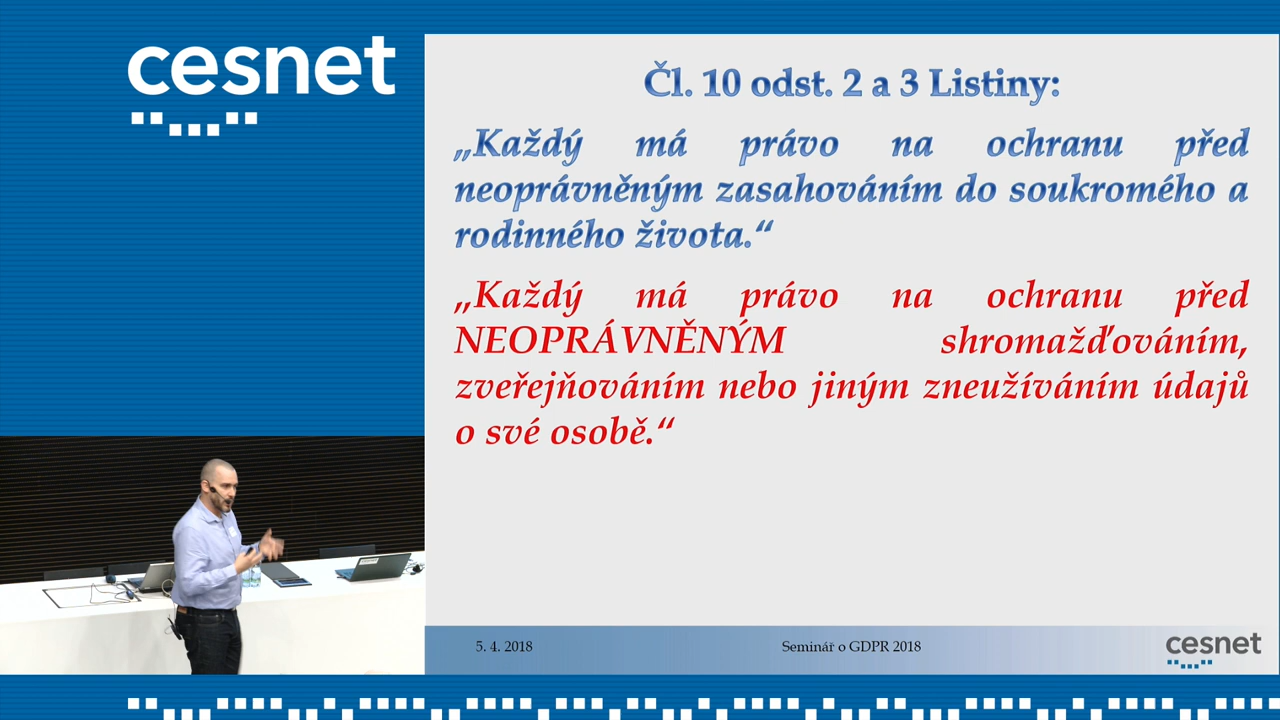 cesnet
Čl. 10 odst. 2 a 3 Listiny:
„Každý má právo na ochranu před
neoprávněným zasahováním do soukromého a
rodinného života.“
„Každý má právo na ochranu před
NEOPRÁVNĚNÝM shromažďováním,
zveřejňováním nebo jiným zneužíváním údajů
o své osobě.“
5. 4. 2018
Seminář o GDPR 2018
cesnet